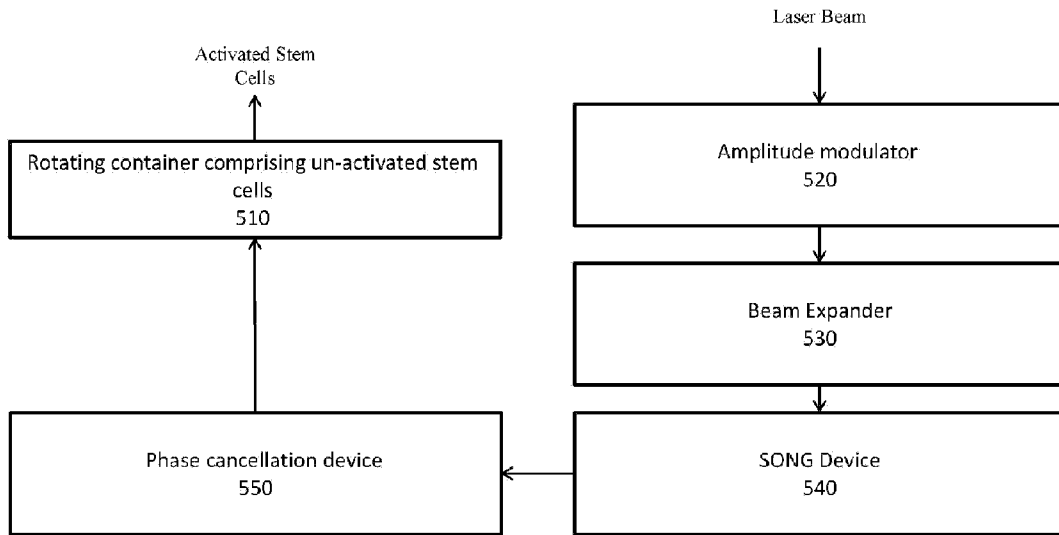 Laser Beam
Amplitude modulator
520
Beam Expander
530
SONG Device
540
Phase cancellation device
550
Rotating container comprising un-activated stem
cells
510
Activated Stem
Cells